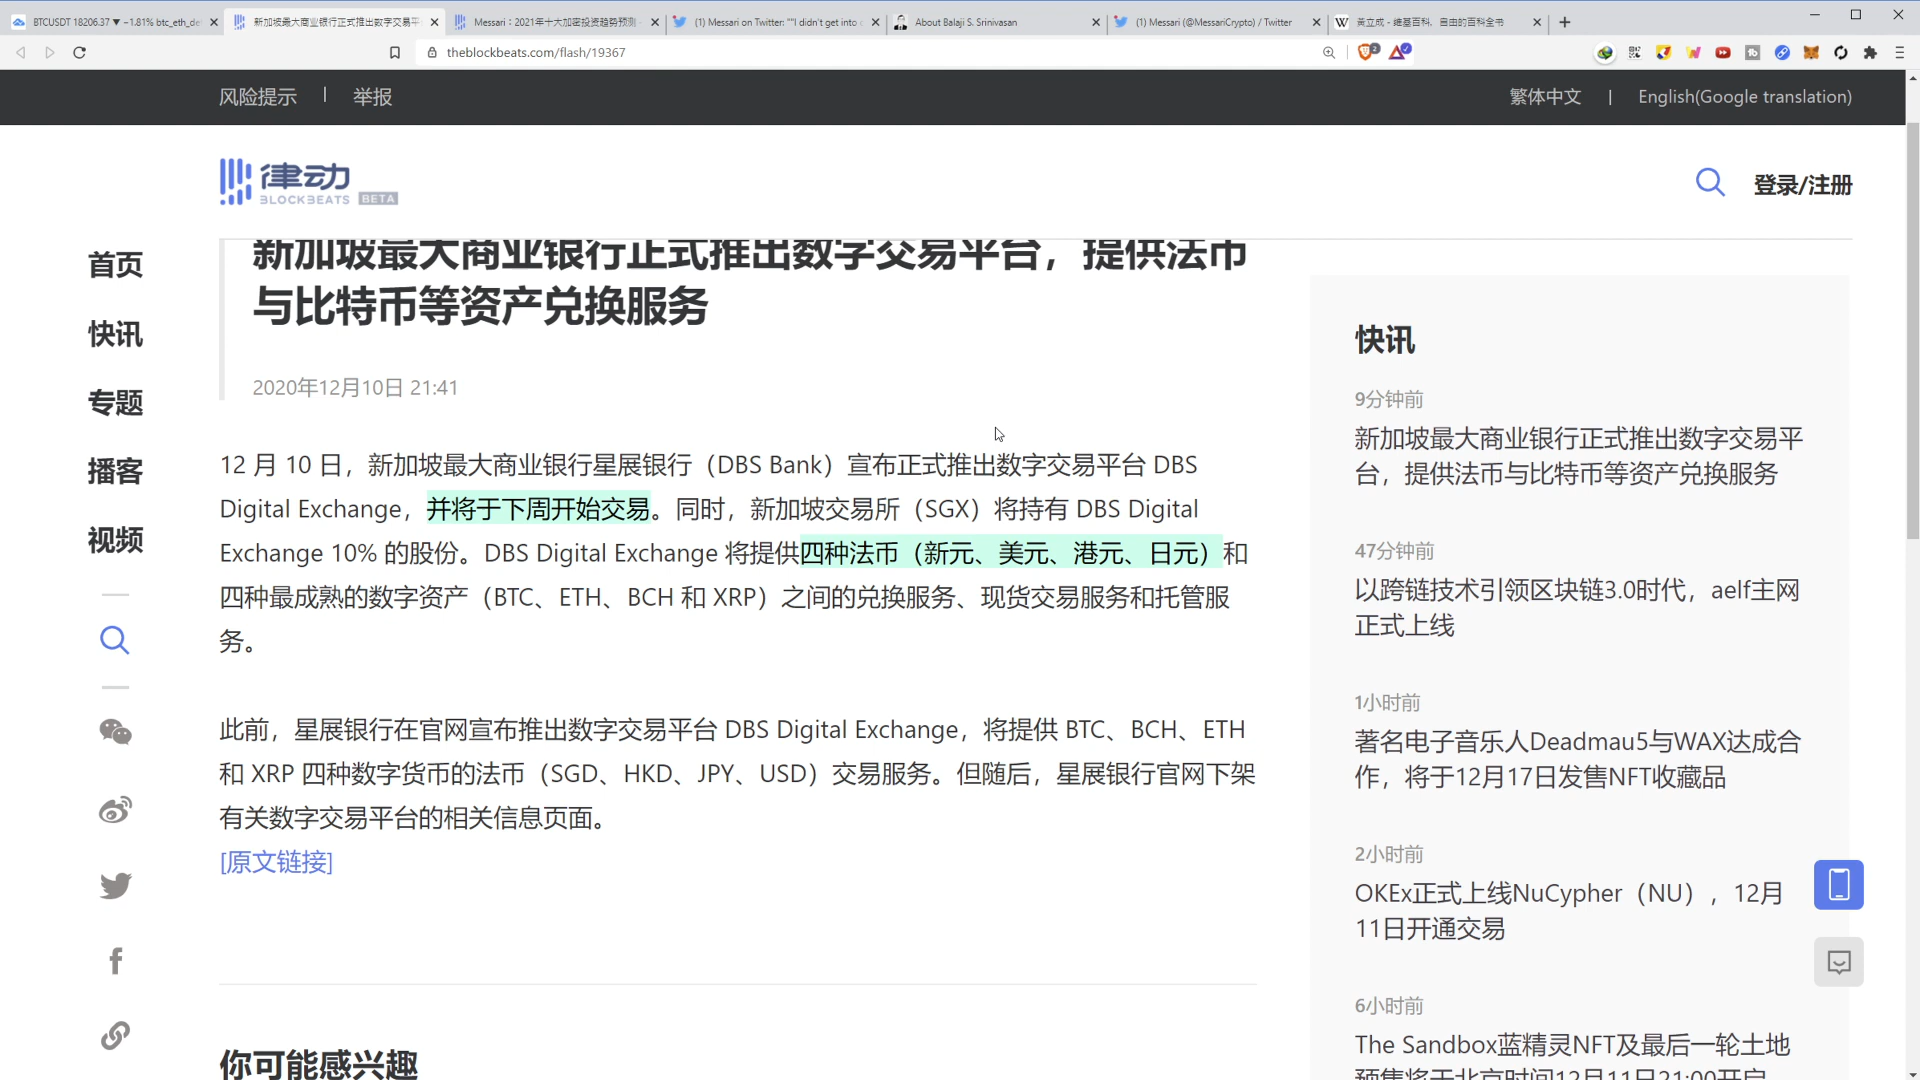 BTCUSDT 18206.37 ▼ −1.81% btc_eth_de
新加坡最大商业银行正式推出数字交易平
Messari：2021年十大加密投资趋势预测
(1) Messari on Twitter: ""I didn't get into
About Balaji S. Srinivasan
(1) Messari (@MessariCrypto) / Twitter
黄立成 - 维基百科，自由的百科全书
theblockbeats.com/flash/19367
风险提示 | 举报
繁体中文 | English(Google translation)
律动
BLOCKBEATS BETA
登录/注册
首页
快讯
专题
播客
视频
新加坡最大商业银行正式推出数字交易平台，提供法币
与比特币等资产兑换服务
2020年12月10日 21:41
12 月 10 日，新加坡最大商业银行星展银行（DBS Bank）宣布正式推出数字交易平台 DBS
Digital Exchange，并将于下周开始交易。同时，新加坡交易所（SGX）将持有 DBS Digital
Exchange 10% 的股份。DBS Digital Exchange 将提供四种法币（新元、美元、港元、日元）和
四种最成熟的数字资产（BTC、ETH、BCH 和 XRP）之间的兑换服务、现货交易服务和托管服
务。
此前，星展银行在官网宣布推出数字交易平台 DBS Digital Exchange，将提供 BTC、BCH、ETH
和 XRP 四种数字货币的法币（SGD、HKD、JPY、USD）交易服务。但随后，星展银行官网下架
有关数字交易平台的相关信息页面。
[原文链接]
你可能感兴趣
快讯
9分钟前
新加坡最大商业银行正式推出数字交易平
台，提供法币与比特币等资产兑换服务
47分钟前
以跨链技术引领区块链3.0时代，aelf主网
正式上线
1小时前
著名电子音乐人Deadmau5与WAX达成合
作，将于12月17日发售NFT收藏品
2小时前
OKEx正式上线NuCypher（NU），12月
11日开通交易
6小时前
The Sandbox蓝精灵NFT及最后一轮土地
预售将于北京时间12月11日21:00开启